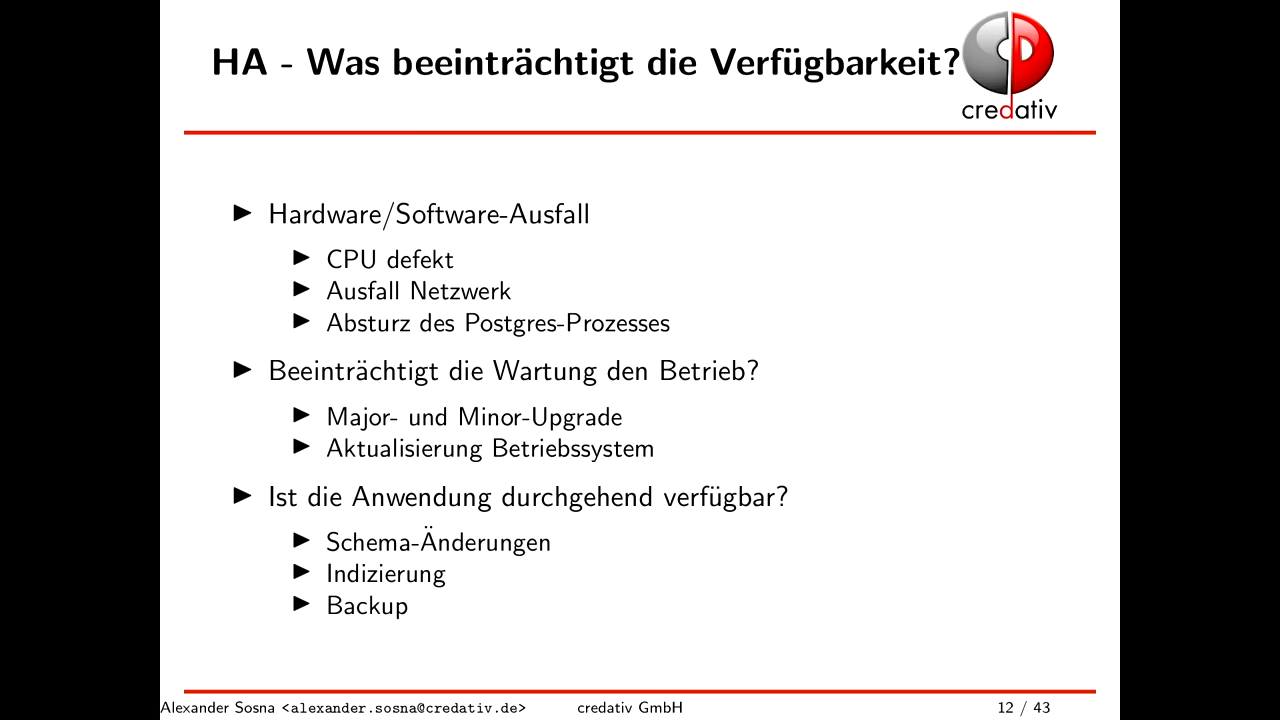 HA - Was beeinträchtigt die Verfügbarkeit?
credativ
Hardware/Software-Ausfall
CPU defekt
Ausfall Netzwerk
Absturz des Postgres-Prozesses
Beeinträchtigt die Wartung den Betrieb?
Major- und Minor-Upgrade
Aktualisierung Betriebssystem
Ist die Anwendung durchgehend verfügbar?
Schema-Änderungen
Indizierung
Backup
Alexander Sosna <alexander.sosna@credativ.de> credativ GmbH 12 / 43